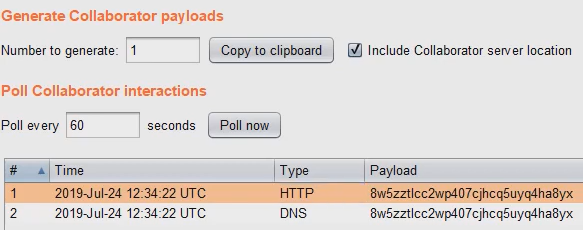 Generate Collaborator payloads
Number to generate: 1 Copy to clipboard Include Collaborator server location
Poll Collaborator interactions
Poll every 60 seconds Poll now
# Time Type Payload
1 2019-Jul-24 12:34:22 UTC HTTP 8w5zztlcc2wp407cjhcq5uyq4ha8yx
2 2019-Jul-24 12:34:22 UTC DNS 8w5zztlcc2wp407cjhcq5uyq4ha8yx